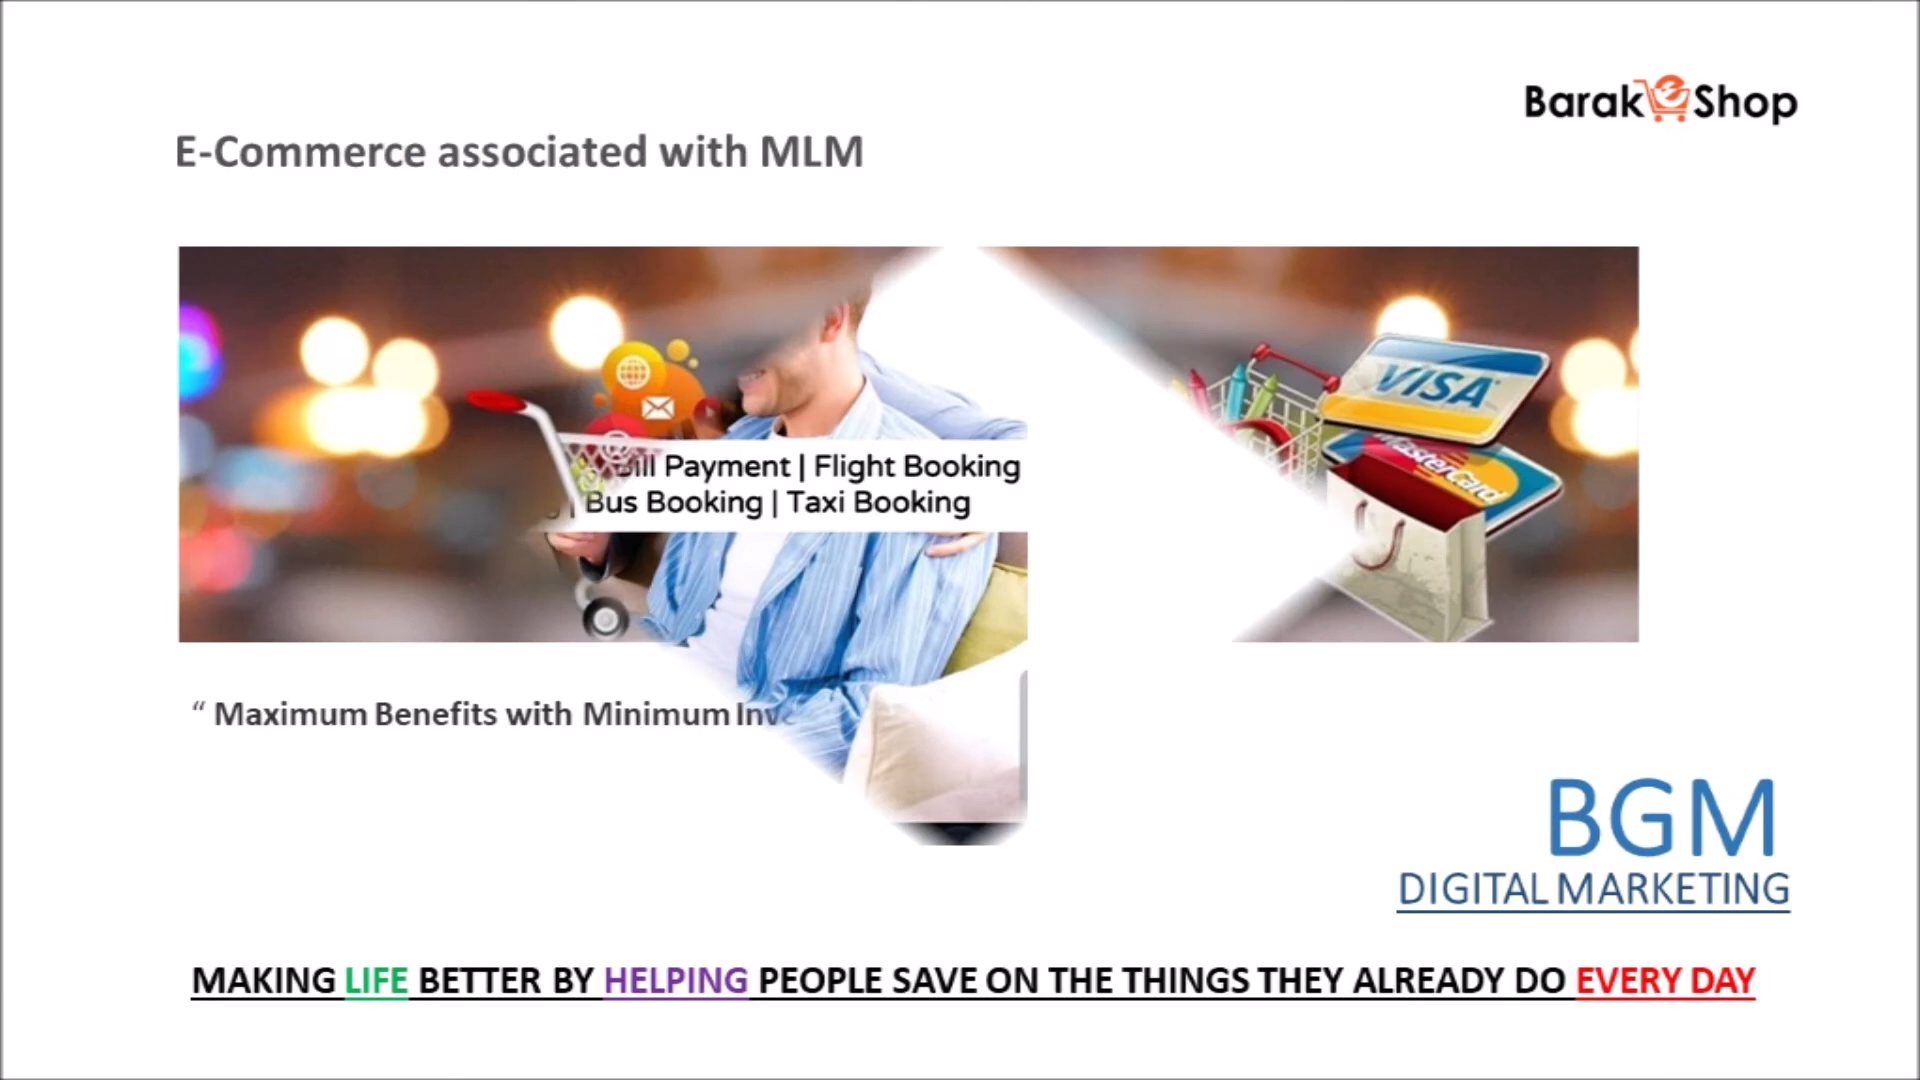 Barak e Shop
E-Commerce associated with MLM
VISA
MasterCard
Bill Payment | Flight Booking
| Bus Booking | Taxi Booking
“ Maximum Benefits with Minimum
BGM
DIGITAL MARKETING
MAKING LIFE BETTER BY HELPING PEOPLE SAVE ON THE THINGS THEY ALREADY DO EVERY DAY